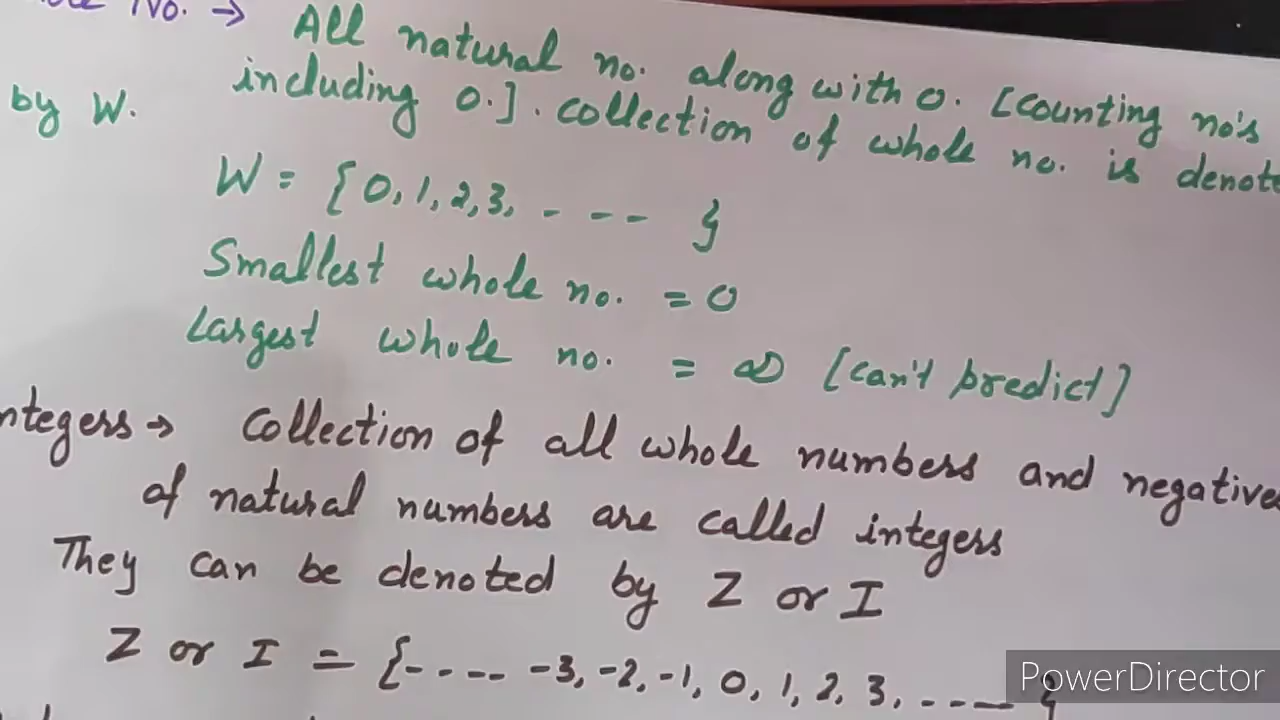 No. →
All natural no. along with 0. [Counting no's
by W. including 0.]. Collection of whole no. is denote
W = {0, 1, 2, 3, - - - - }
Smallest whole no. = 0
Largest whole no. = ∞ [can't predict]
ntegers → Collection of all whole numbers and negatives
of natural numbers are called integers
They can be denoted by Z or I
Z or I = {- - - - -3, -2, -1, 0, 1, 2, 3, - - - - }
PowerDirector